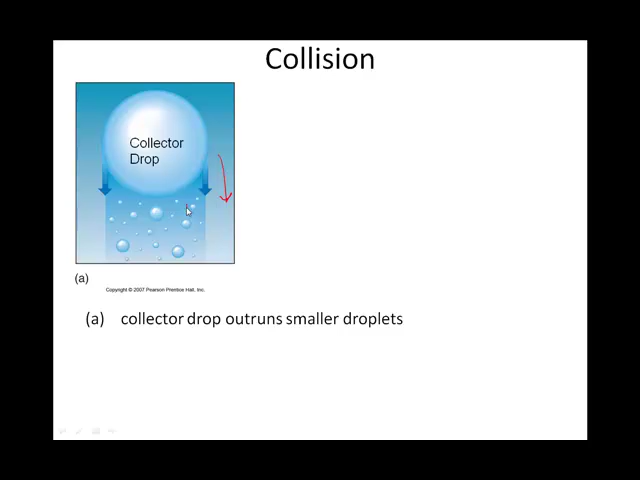 Collision
Collector
Drop
(a)
Copyright © 2007 Pearson Prentice Hall, Inc.
(a) collector drop outruns smaller droplets